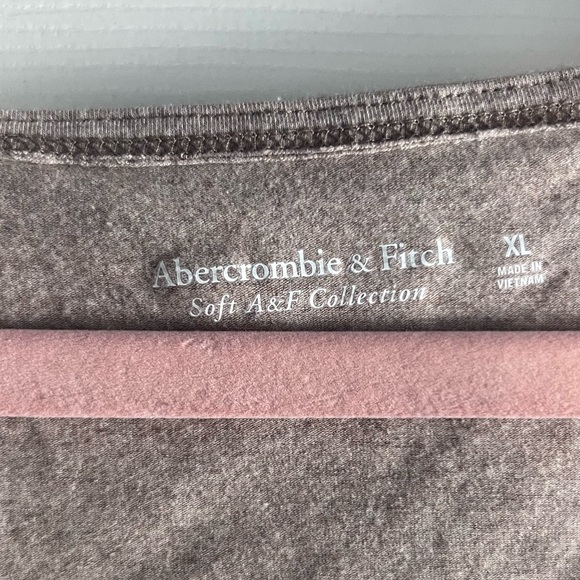 Abercrombie & Fitch
Soft A&F Collection
XL
MADE IN
VIETNAM